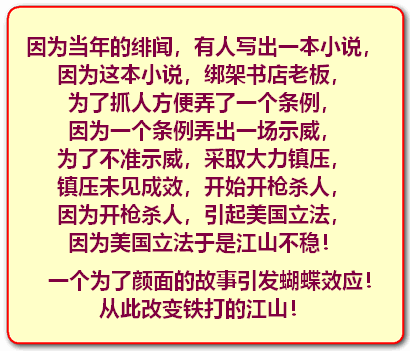 因为当年的绯闻，有人写出一本小说，
因为这本小说，绑架书店老板，
为了抓人方便弄了一个条例，
因为一个条例弄出一场示威，
为了不准示威，采取大力镇压，
镇压未见成效，开始开枪杀人，
因为开枪杀人，引起美国立法，
因为美国立法于是江山不稳！
一个为了颜面的故事引发蝴蝶效应！
从此改变铁打的江山！